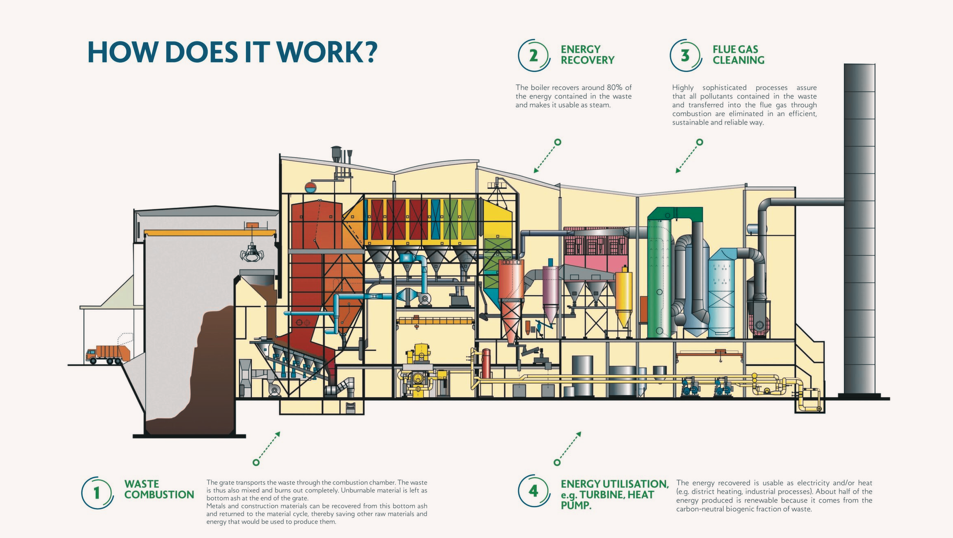 HOW DOES IT WORK?
2
ENERGY
RECOVERY
The boiler recovers around 80% of
the energy contained in the waste
and makes it usable as steam.
3
FLUE GAS
CLEANING
Highly sophisticated processes assure
that all pollutants contained in the waste
and transferred into the flue gas through
combustion are eliminated in an efficient,
sustainable and reliable way.
1
WASTE
COMBUSTION
The grate transports the waste through the combustion chamber. The waste
is thus also mixed and burns out completely. Unburnable material is left as
bottom ash at the end of the grate.
Metals and construction materials can be recovered from this bottom ash
and returned to the material cycle, thereby saving other raw materials and
energy that would be used to produce them.
4
ENERGY UTILISATION,
e.g. TURBINE, HEAT
PUMP.
The energy recovered is usable as electricity and/or heat
(e.g. district heating, industrial processes). About half of the
energy produced is renewable because it comes from the
carbon-neutral biogenic fraction of waste.